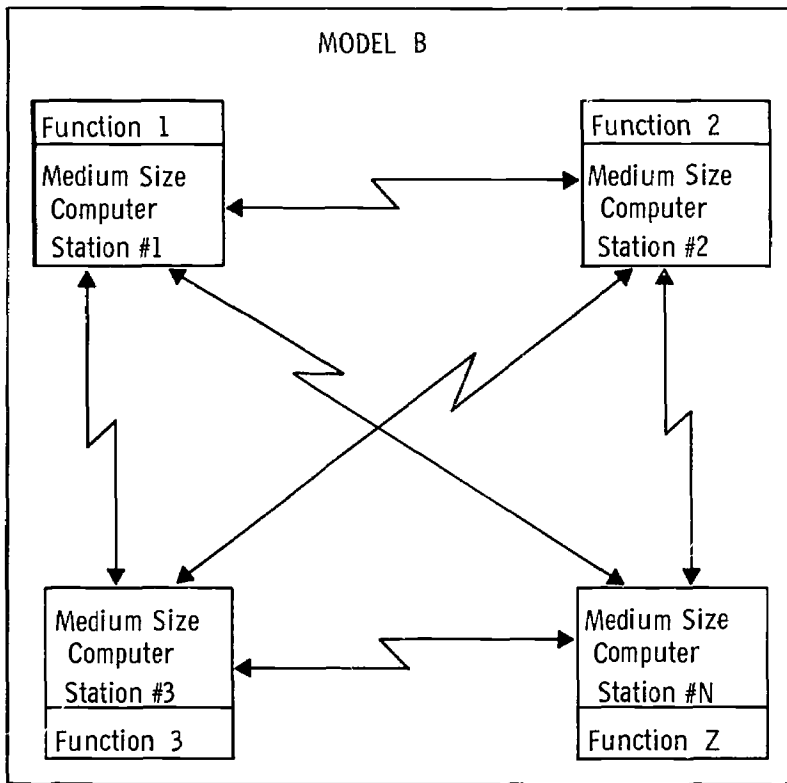 MODEL B
Function 1
Medium Size
Computer
Station #1
Function 2
Medium Size
Computer
Station #2
Medium Size
Computer
Station #3
Function 3
Medium Size
Computer
Station #N
Function Z